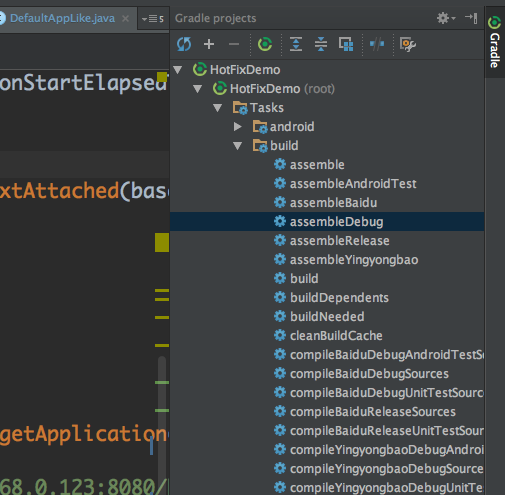 DefaultAppLike.java
5
Gradle projects
Gradle
onStartElapsed
xtAttached(bas
getApplication
68.0.123:8080/
HotFixDemo
HotFixDemo (root)
Tasks
android
build
assemble
assembleAndroidTest
assembleBaidu
assembleDebug
assembleRelease
assembleYingyongbao
build
buildDependents
buildNeeded
cleanBuildCache
compileBaiduDebugAndroidTestSo
compileBaiduDebugSources
compileBaiduDebugUnitTestSourc
compileBaiduReleaseSources
compileBaiduReleaseUnitTestSour
compileYingyongbaoDebugAndroi
compileYingyongbaoDebugSource
compileYingyongbaoDebugUnitTe